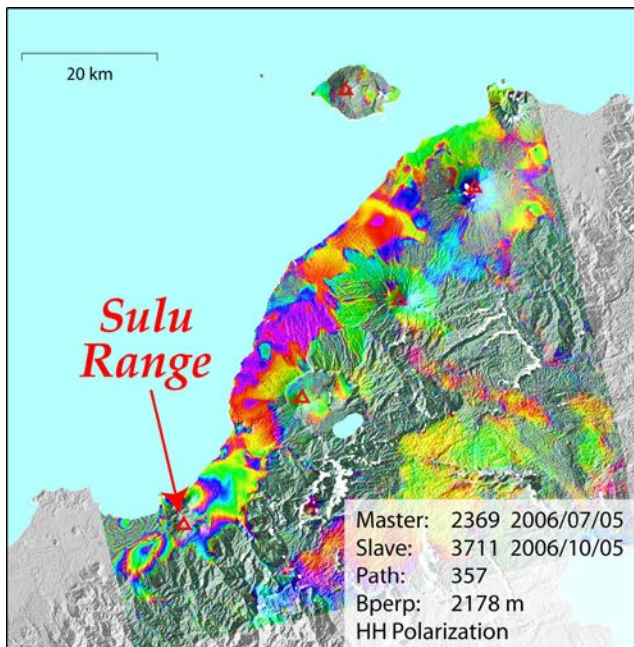 20 km
Sulu
Range
Master: 2369 2006/07/05
Slave: 3711 2006/10/05
Path: 357
Bperp: 2178 m
HH Polarization